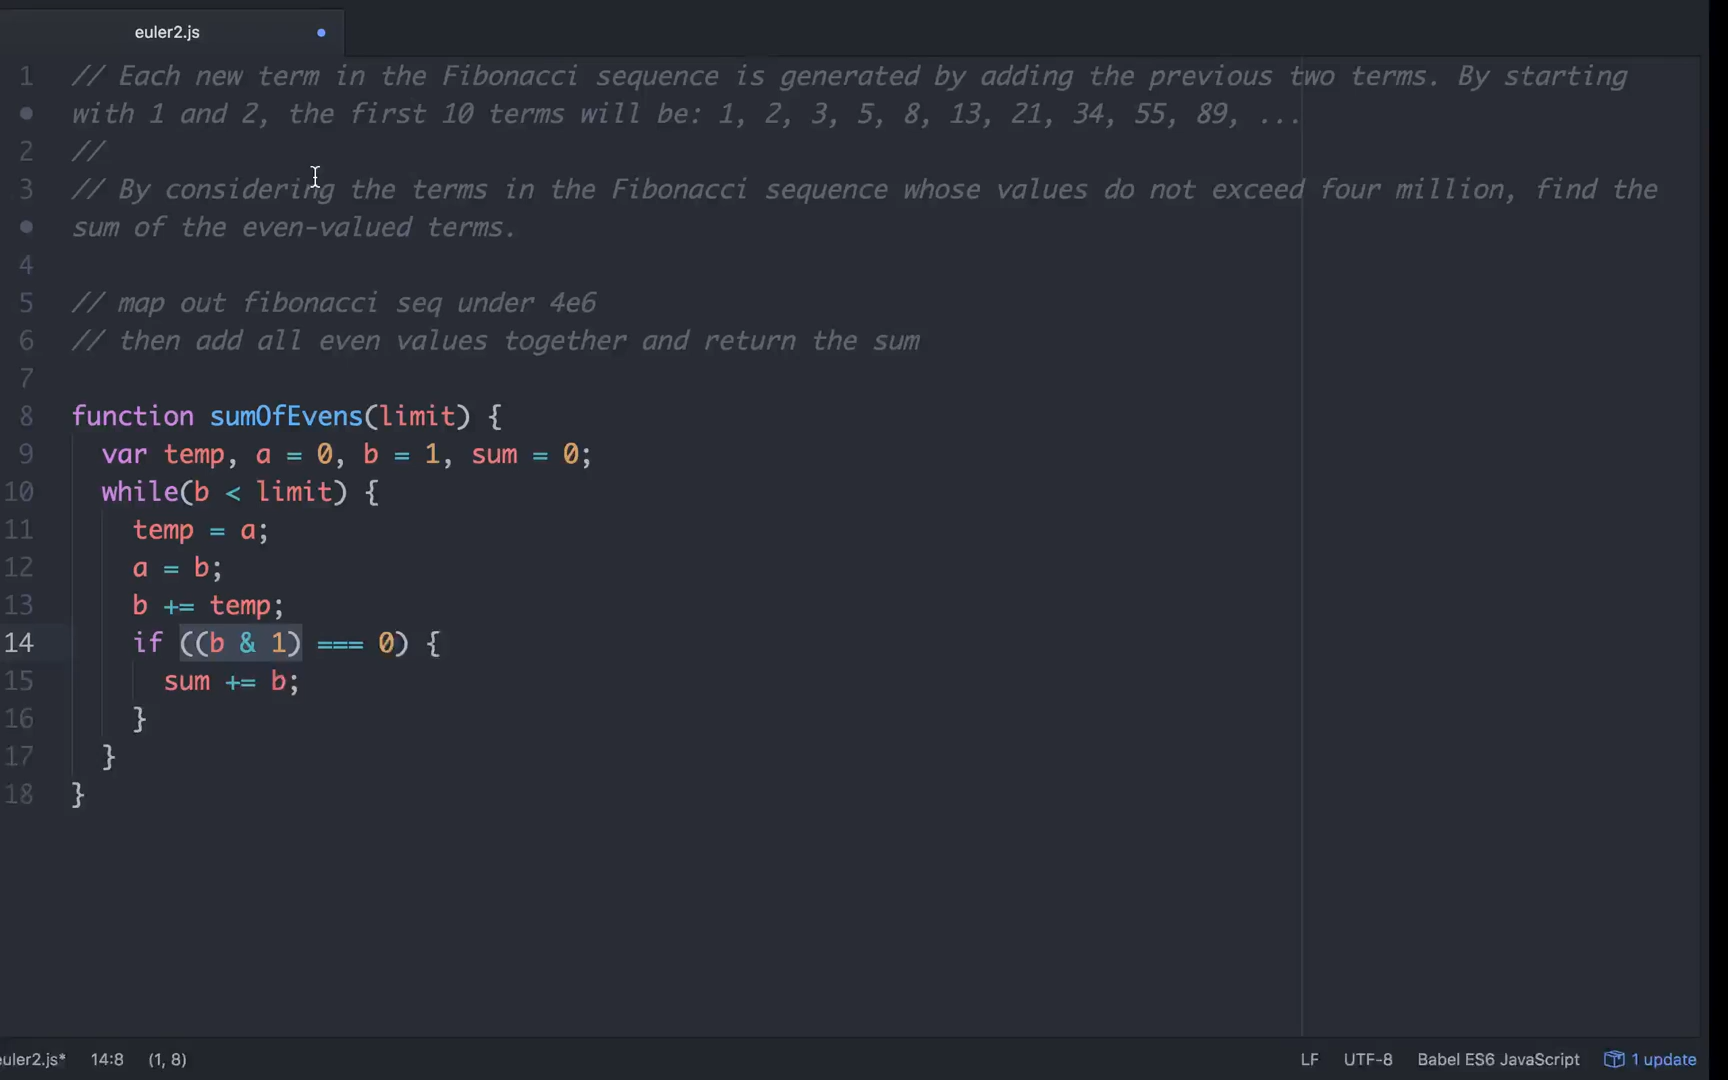 euler2.js
1 // Each new term in the Fibonacci sequence is generated by adding the previous two terms. By starting
with 1 and 2, the first 10 terms will be: 1, 2, 3, 5, 8, 13, 21, 34, 55, 89, ...
2 //
3 // By considering the terms in the Fibonacci sequence whose values do not exceed four million, find the
sum of the even-valued terms.
4
5 // map out fibonacci seq under 4e6
6 // then add all even values together and return the sum
7
8 function sumOfEvens(limit) {
9 var temp, a = 0, b = 1, sum = 0;
10 while(b < limit) {
11 temp = a;
12 a = b;
13 b += temp;
14 if ((b & 1) === 0) {
15 sum += b;
16 }
17 }
18 }
euler2.js* 14:8 (1, 8) LF UTF-8 Babel ES6 JavaScript 1 update